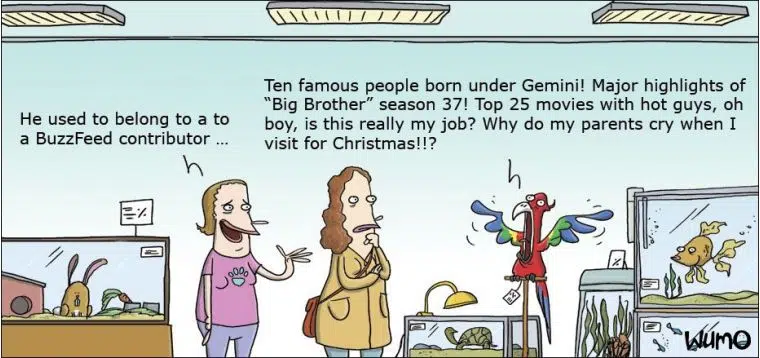 He used to belong to a to
a BuzzFeed contributor ...
Ten famous people born under Gemini! Major highlights of
“Big Brother” season 37! Top 25 movies with hot guys, oh
boy, is this really my job? Why do my parents cry when I
visit for Christmas!!?
WUMO